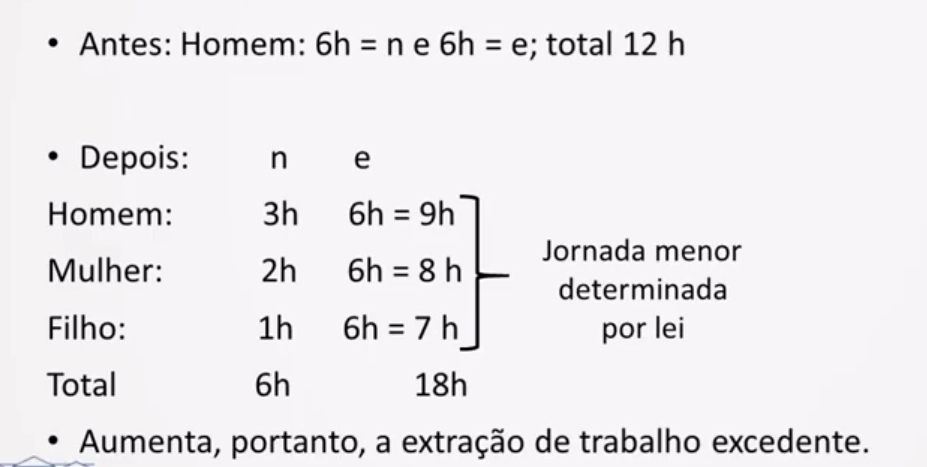 • Antes: Homem: 6h = n e 6h = e; total 12 h
• Depois: n e
Homem: 3h 6h = 9h
Mulher: 2h 6h = 8 h
Filho: 1h 6h = 7 h
Jornada menor
determinada
por lei
Total 6h 18h
• Aumenta, portanto, a extração de trabalho excedente.